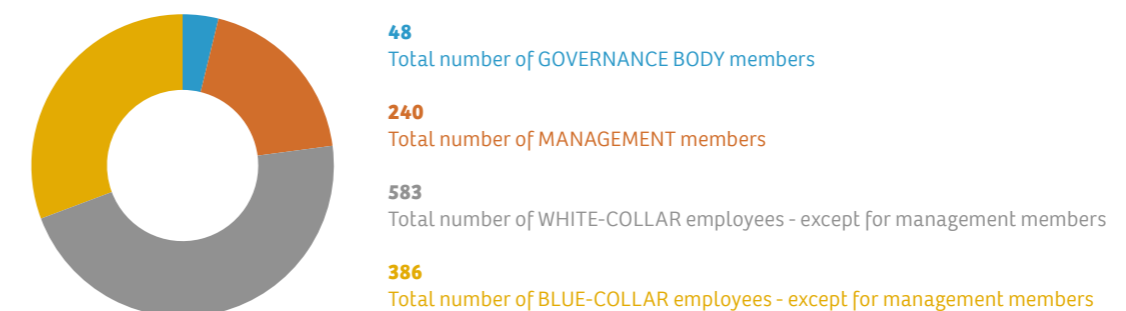 48
Total number of GOVERNANCE BODY members
240
Total number of MANAGEMENT members
583
Total number of WHITE-COLLAR employees - except for management members
386
Total number of BLUE-COLLAR employees - except for management members